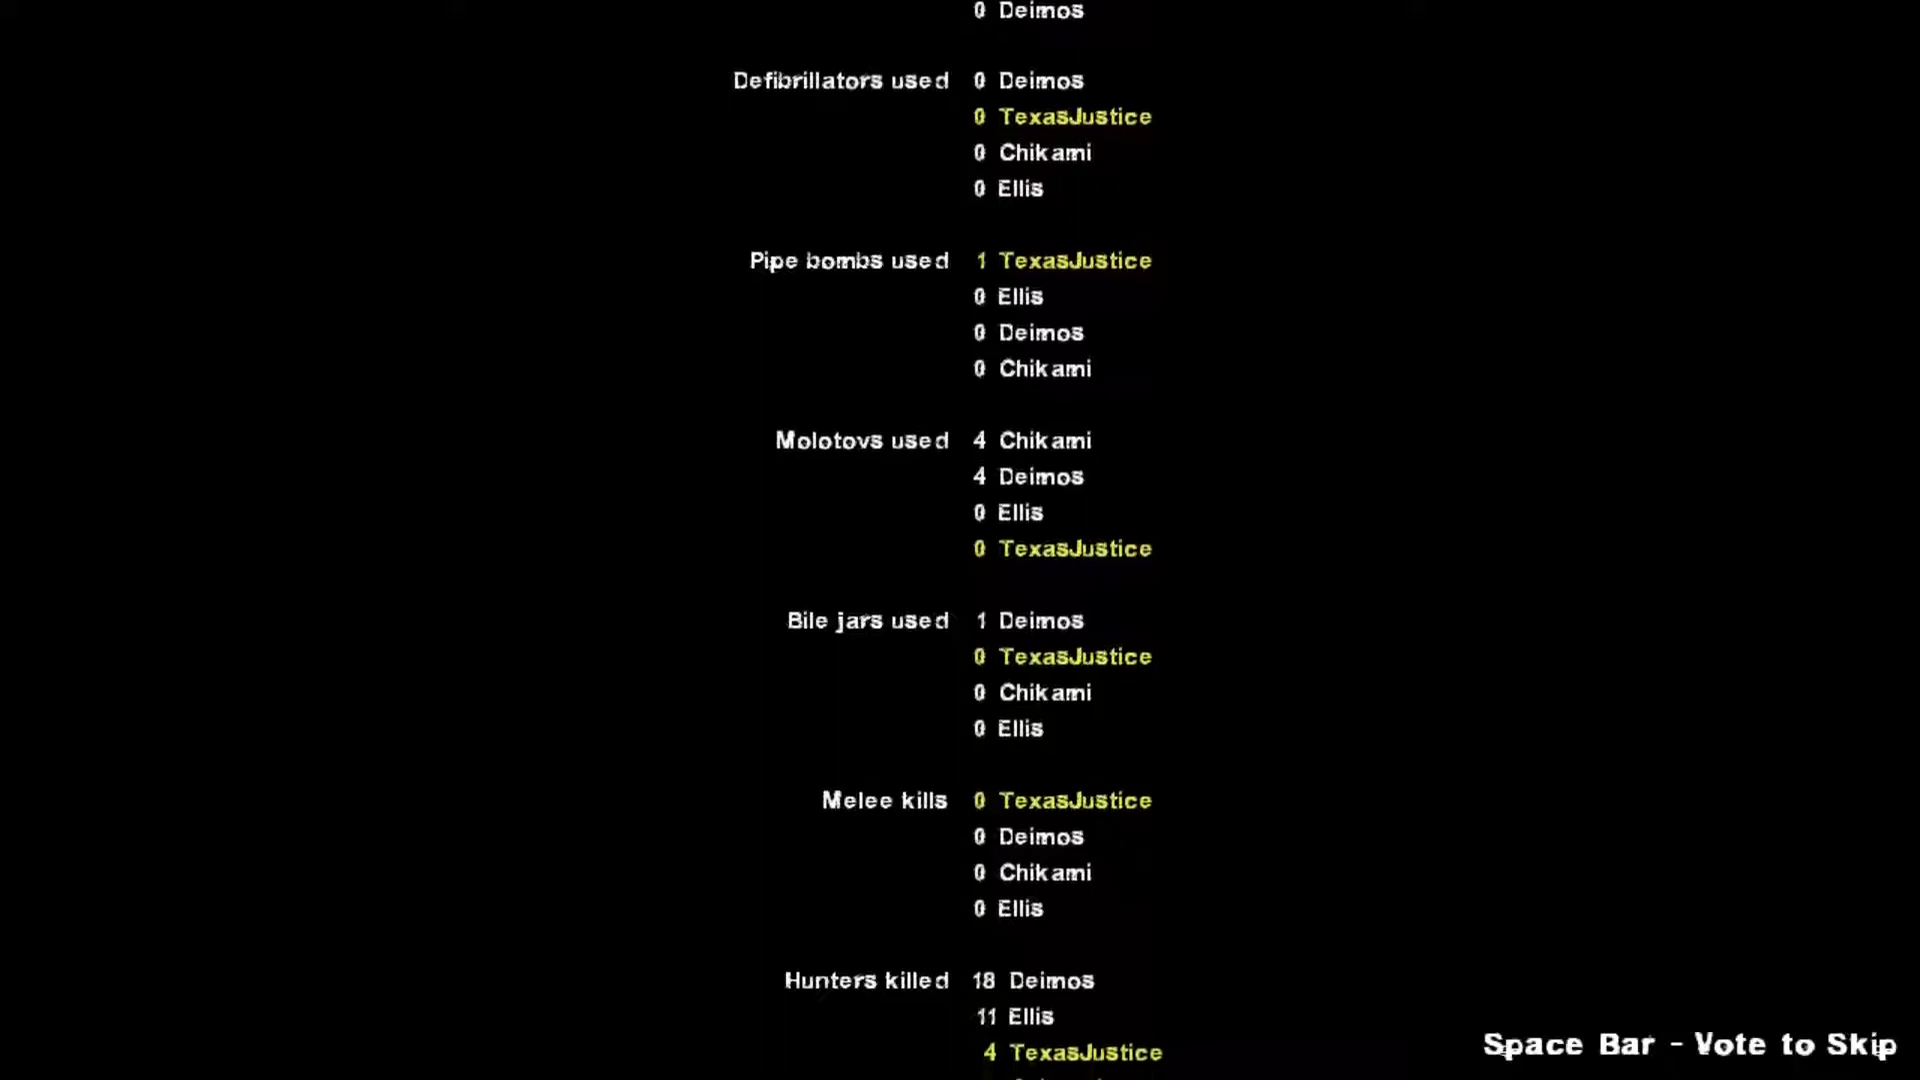 0 Deimos
Defibrillators used 0 Deimos
0 TexasJustice
0 Chikami
0 Ellis
Pipe bombs used 1 TexasJustice
0 Ellis
0 Deimos
0 Chikami
Molotovs used 4 Chikami
4 Deimos
0 Ellis
0 TexasJustice
Bile jars used 1 Deimos
0 TexasJustice
0 Chikami
0 Ellis
Melee kills 0 TexasJustice
0 Deimos
0 Chikami
0 Ellis
Hunters killed 18 Deimos
11 Ellis
4 TexasJustice
Space Bar - Vote to Skip